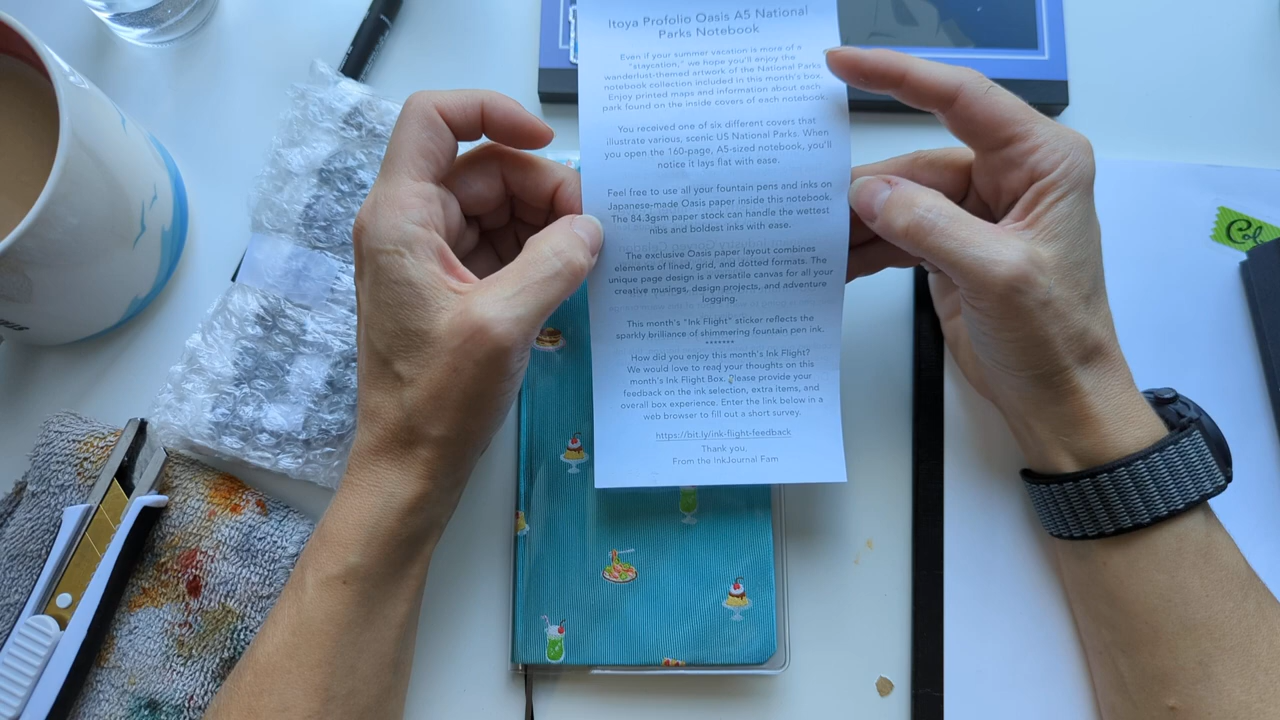 Itoya Profolio Oasis A5 National
Parks Notebook
Even if your summer vacation is more of a
"staycation," we hope you'll enjoy the
wanderlust-themed artwork of the National Parks
notebook collection included in this month's box.
Enjoy printed maps and information about each
park found on the inside covers of each notebook.
You received one of six different covers that
illustrate various, scenic US National Parks. When
you open the 160-page, A5-sized notebook, you'll
notice it lays flat with ease.
Feel free to use all your fountain pens and inks on
Japanese-made Oasis paper inside this notebook.
The 84.3gsm paper stock can handle the wettest
nibs and boldest inks with ease.
The exclusive Oasis paper layout combines
elements of lined, grid, and dotted formats. The
unique page design is a versatile canvas for all your
creative musings, design projects, and adventure
logging.
This month's "Ink Flight" sticker reflects the
sparkly brilliance of shimmering fountain pen ink.
*******
How did you enjoy this month's Ink Flight?
We would love to read your thoughts on this
month's Ink Flight Box. Please provide your
feedback on the ink selection, extra items, and
overall box experience. Enter the link below in a
web browser to fill out a short survey.
https://bit.ly/ink-flight-feedback
Thank you,
From the InkJournal Fam